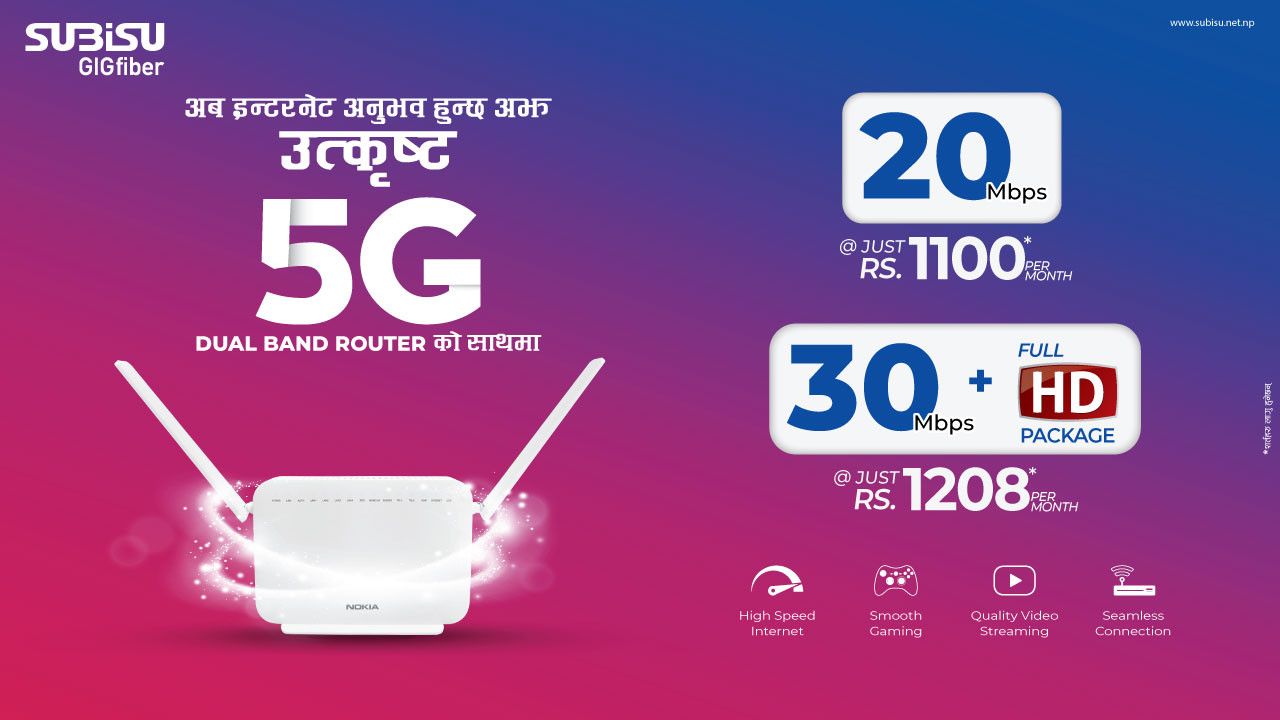 SUBiSU
GIGfiber
www.subisu.net.np
अब इन्टरनेट अनुभव हुन्छ अझ
उत्कृष्ट
5G
DUAL BAND ROUTER को साथमा
NOKIA
20 Mbps
@ JUST
RS. 1100* PER MONTH
30 Mbps + FULL HD PACKAGE
@ JUST
RS. 1208* PER MONTH
High Speed
Internet
Smooth
Gaming
Quality Video
Streaming
Seamless
Connection